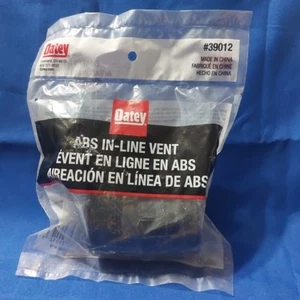 Oatey
#39012
MADE IN CHINA
FABRIQUÉ EN CHINE
HECHO EN CHINA
Oatey
ABS IN-LINE VENT
ÉVENT EN LIGNE EN ABS
AIREACIÓN EN LÍNEA DE ABS